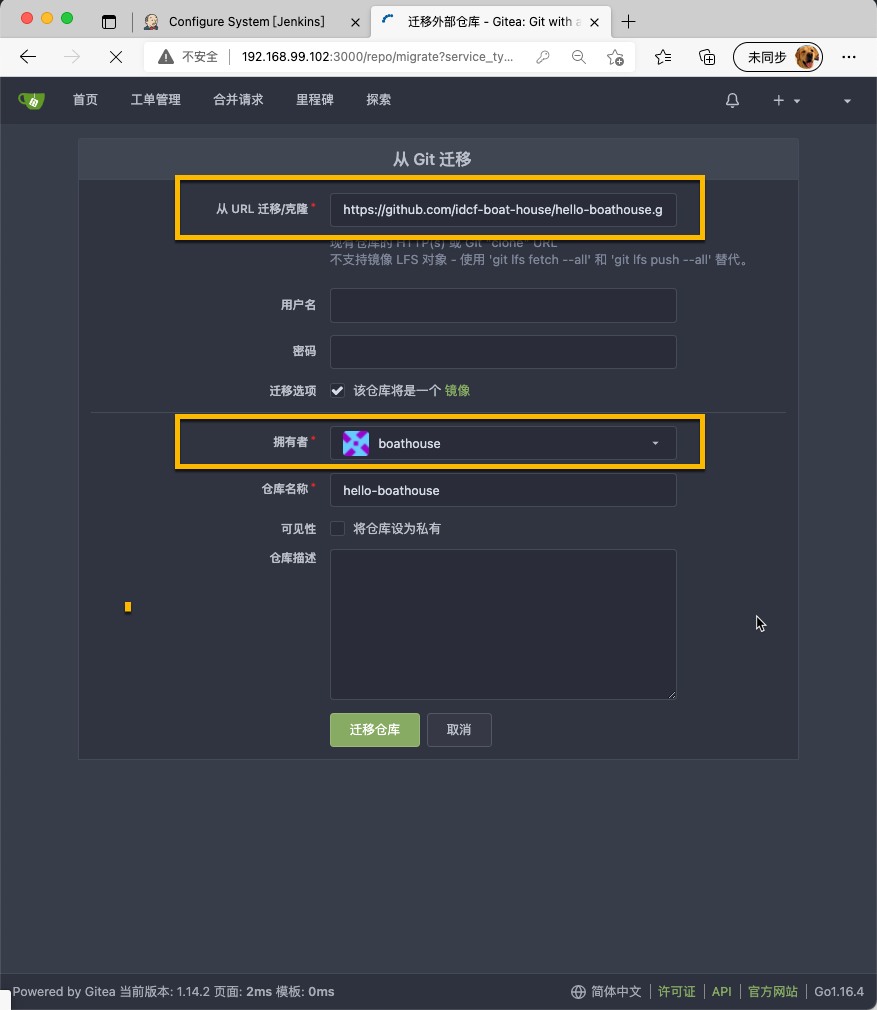 Configure System [Jenkins]
迁移外部仓库 - Gitea: Git with a
不安全
192.168.99.102:3000/repo/migrate?service_ty...
未同步
首页 工单管理 合并请求 里程碑 探索
从 Git 迁移
从 URL 迁移/克隆*
https://github.com/idcf-boat-house/hello-boathouse.g
现有仓库的 HTTP(s) 或 Git 'clone' URL
不支持镜像 LFS 对象 - 使用 'git lfs fetch --all' 和 'git lfs push --all' 替代。
用户名
密码
迁移选项 该仓库将是一个 镜像
拥有者* boathouse
仓库名称* hello-boathouse
可见性 将仓库设为私有
仓库描述
迁移仓库 取消
Powered by Gitea 当前版本: 1.14.2 页面: 2ms 模板: 0ms
简体中文 许可证 API 官方网站 Go1.16.4